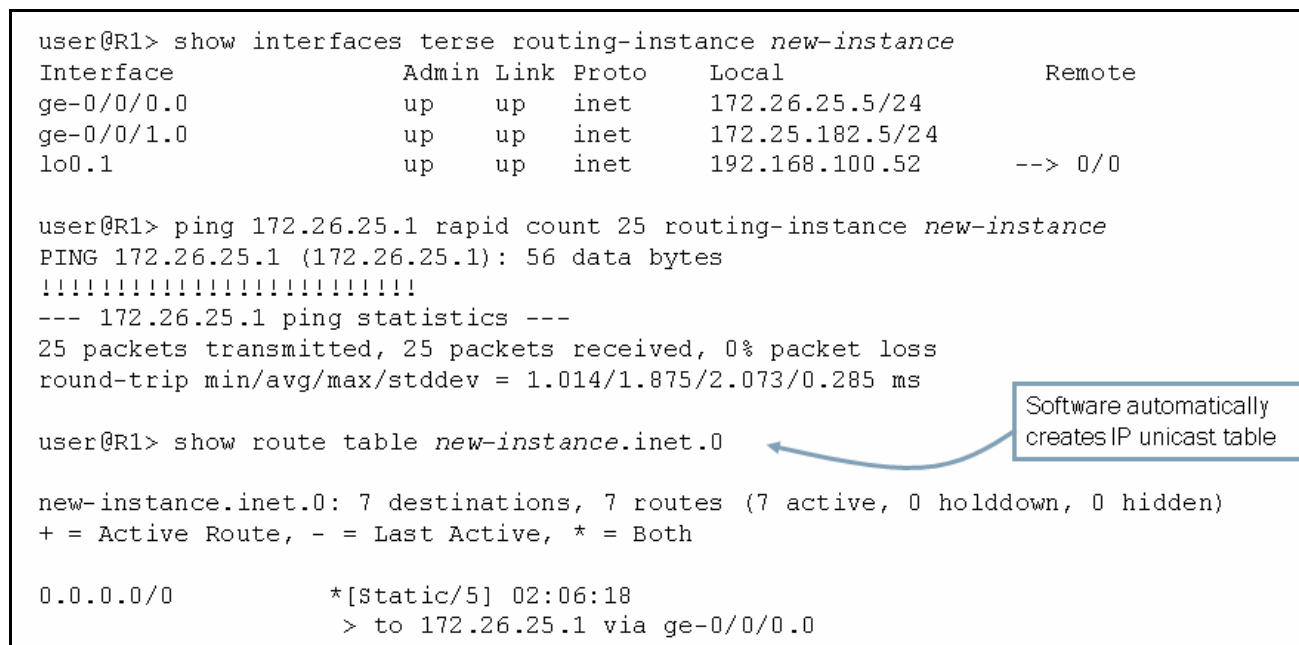 user@R1> show interfaces terse routing-instance new-instance
Interface Admin Link Proto Local Remote
ge-0/0/0.0 up up inet 172.26.25.5/24
ge-0/0/1.0 up up inet 172.25.182.5/24
lo0.1 up up inet 192.168.100.52 --> 0/0
user@R1> ping 172.26.25.1 rapid count 25 routing-instance new-instance
PING 172.26.25.1 (172.26.25.1): 56 data bytes
!!!!!!!!!!!!!!!!!!!!!!!!!
--- 172.26.25.1 ping statistics ---
25 packets transmitted, 25 packets received, 0% packet loss
round-trip min/avg/max/stddev = 1.014/1.875/2.073/0.285 ms
Software automatically
creates IP unicast table
user@R1> show route table new-instance.inet.0
new-instance.inet.0: 7 destinations, 7 routes (7 active, 0 holddown, 0 hidden)
+ = Active Route, - = Last Active, * = Both
0.0.0.0/0 *[Static/5] 02:06:18
> to 172.26.25.1 via ge-0/0/0.0